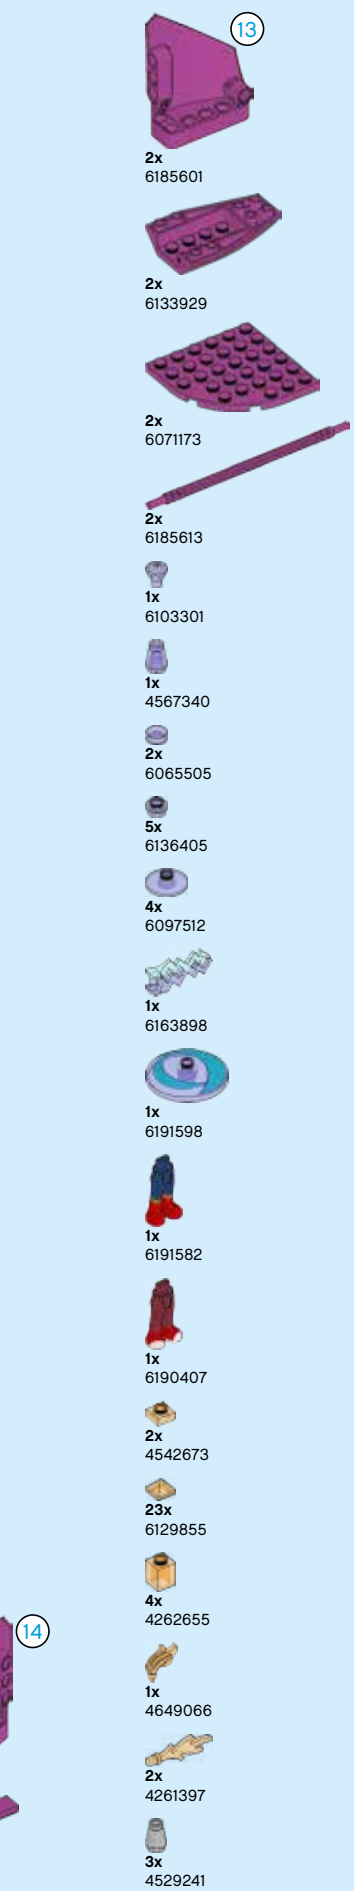 13
2x
6185601
2x
6133929
2x
6071173
2x
6185613
1x
6103301
1x
4567340
2x
6065505
5x
6136405
4x
6097512
1x
6163898
1x
6191598
1x
6191582
1x
6190407
2x
4542673
23x
6129855
4x
4262655
14
1x
4649066
2x
4261397
3x
4529241